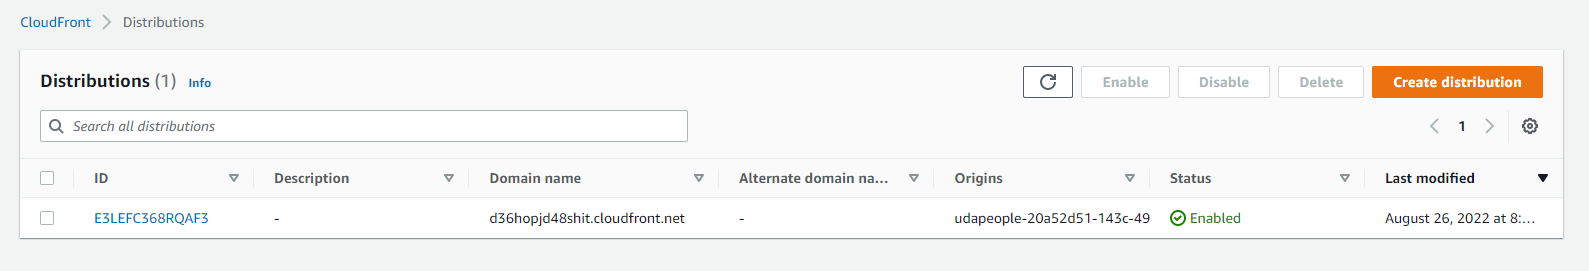 CloudFront > Distributions
Distributions (1) Info
Enable Disable Delete Create distribution
Search all distributions
1
ID Description Domain name Alternate domain na... Origins Status Last modified
E3LEFC368RQAF3 - d36hopjd48shit.cloudfront.net - udapeople-20a52d51-143c-49 Enabled August 26, 2022 at 8:...